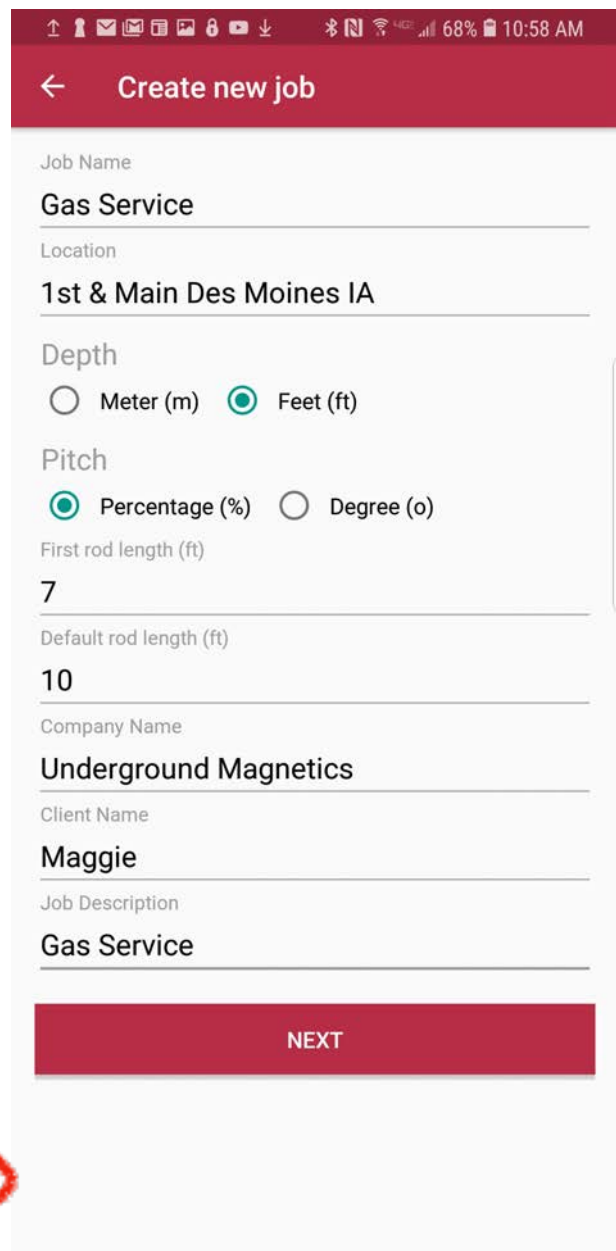 68% 10:58 AM
Create new job
Job Name
Gas Service
Location
1st & Main Des Moines IA
Depth
Meter (m) Feet (ft)
Pitch
Percentage (%) Degree (o)
First rod length (ft)
7
Default rod length (ft)
10
Company Name
Underground Magnetics
Client Name
Maggie
Job Description
Gas Service
NEXT